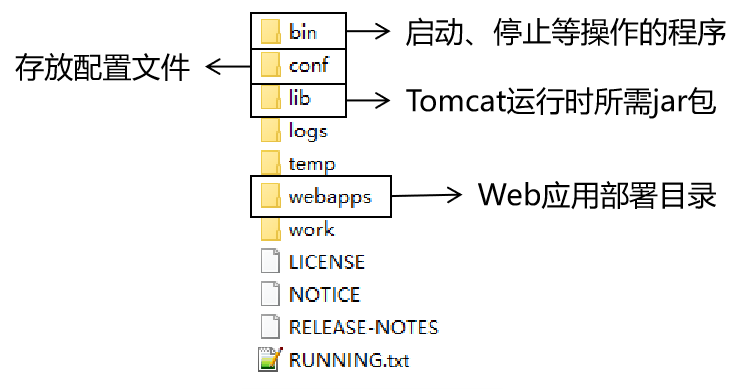 bin
启动、停止等操作的程序
存放配置文件
conf
lib
Tomcat运行时所需jar包
logs
temp
webapps
Web应用部署目录
work
LICENSE
NOTICE
RELEASE-NOTES
RUNNING.txt